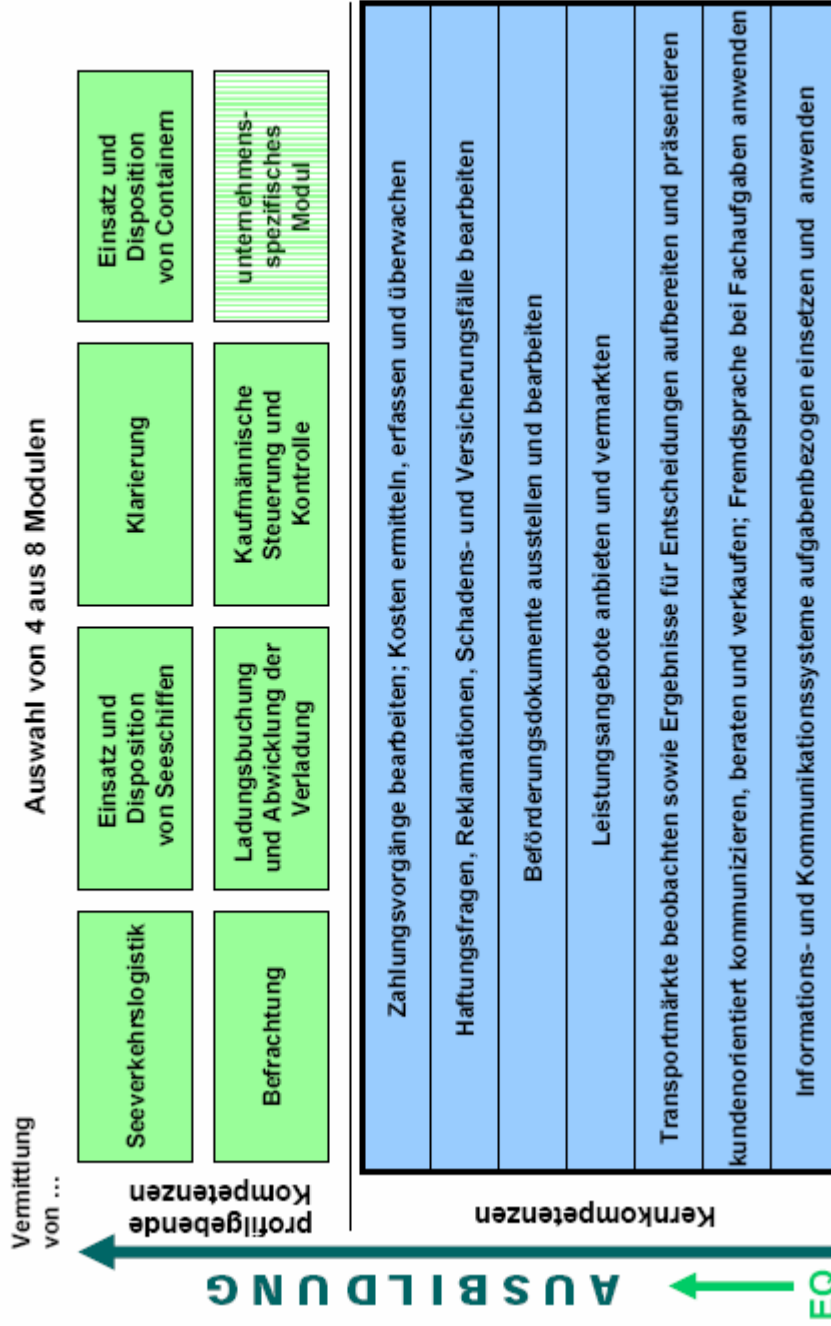 Auswahl von 4 aus 8 Modulen
Vermittlung
von ...
Seeverkehrslogistik
Einsatz und
Disposition
von Seeschiffen
Klarierung
Einsatz und
Disposition
von Containern
Befrachtung
Ladungsbuchung
und Abwicklung der
Verladung
Kaufmännische
Steuerung und
Kontrolle
unternehmens-
spezifisches
Modul
profilgebende
Kompetenzen
Zahlungsvorgänge bearbeiten; Kosten ermitteln, erfassen und überwachen
Haftungsfragen, Reklamationen, Schadens- und Versicherungsfälle bearbeiten
Beförderungsdokumente ausstellen und bearbeiten
Leistungsangebote anbieten und vermarkten
Transportmärkte beobachten sowie Ergebnisse für Entscheidungen aufbereiten und präsentieren
kundenorientiert kommunizieren, beraten und verkaufen; Fremdsprache bei Fachaufgaben anwenden
Informations- und Kommunikationssysteme aufgabenbezogen einsetzen und anwenden
Kernkompetenzen
AUSBILDUNG
EQ